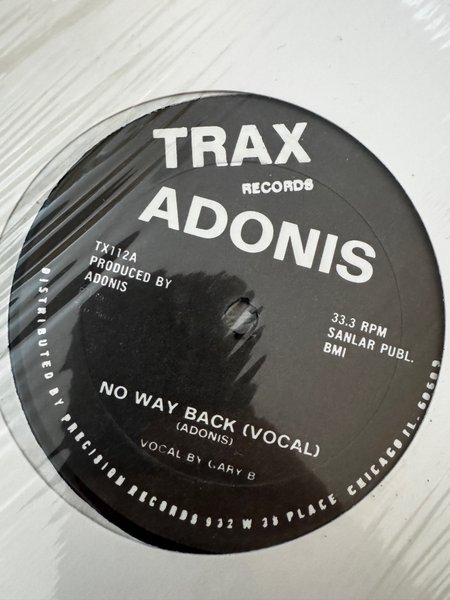 TRAX
RECORDS
ADONIS
TX112A
PRODUCED BY
ADONIS
33.3 RPM
SANLAR PUBL.
BMI
NO WAY BACK (VOCAL)
(ADONIS)
VOCAL BY GARY B
DISTRIBUTED BY PRECISION RECORDS 932 W 38 PLACE CHICAGO IL. 60609